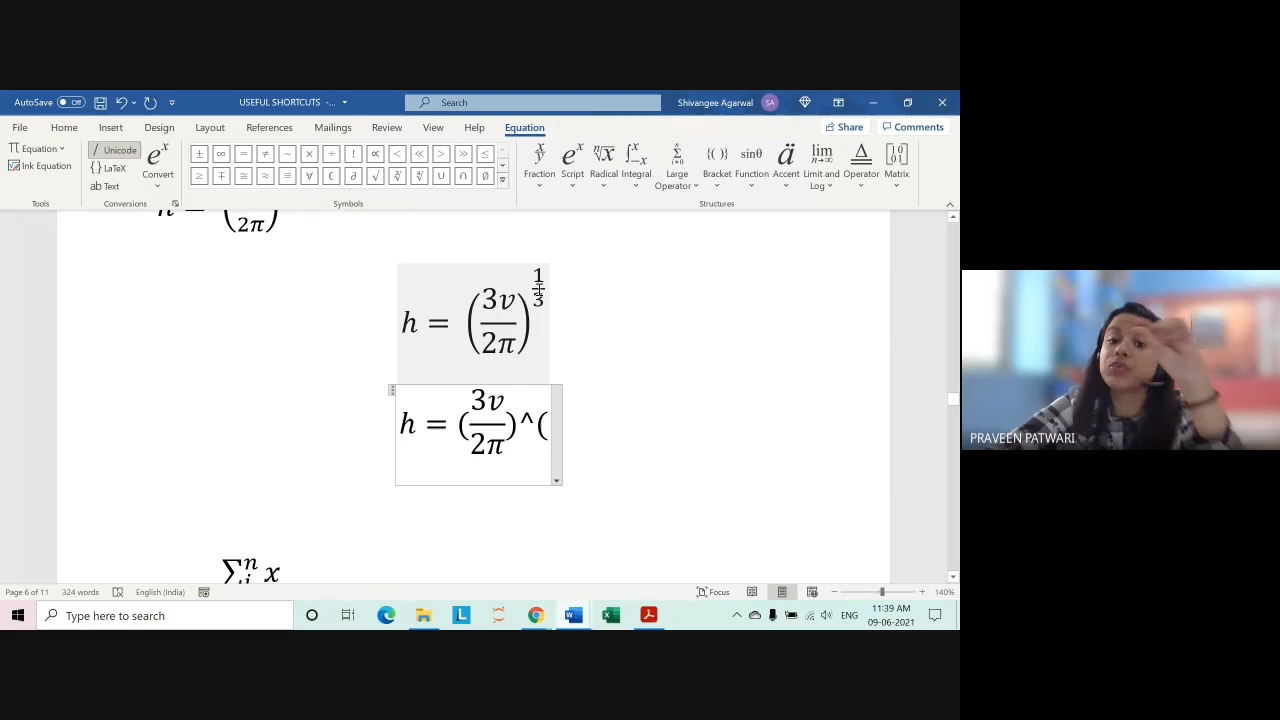 AutoSave Off USEFUL SHORTCUTS -... Search Shivangee Agarwal SA
File Home Insert Design Layout References Mailings Review View Help Equation Share Comments
Equation Unicode
Ink Equation LaTeX
Text
Convert
± ∞ = ≠ ~ × ÷ ! ∝ < ≪ > ≫ ≤
≥ ∓ ≅ ≈ ≡ ∀ ∁ ∂ √ ∛ ∜ ∪ ∩ ∅
Fraction Script Radical Integral Large Operator Bracket Function Accent Limit and Log Operator Matrix
Tools Conversions Symbols Structures
2π
h = (3v/2π)^1/3
h = (3v/2π)^(
∑ n i x
PRAVEEN PATWARI
Page 6 of 11 324 words English (India) Focus 140%
Type here to search ENG 11:39 AM
09-06-2021